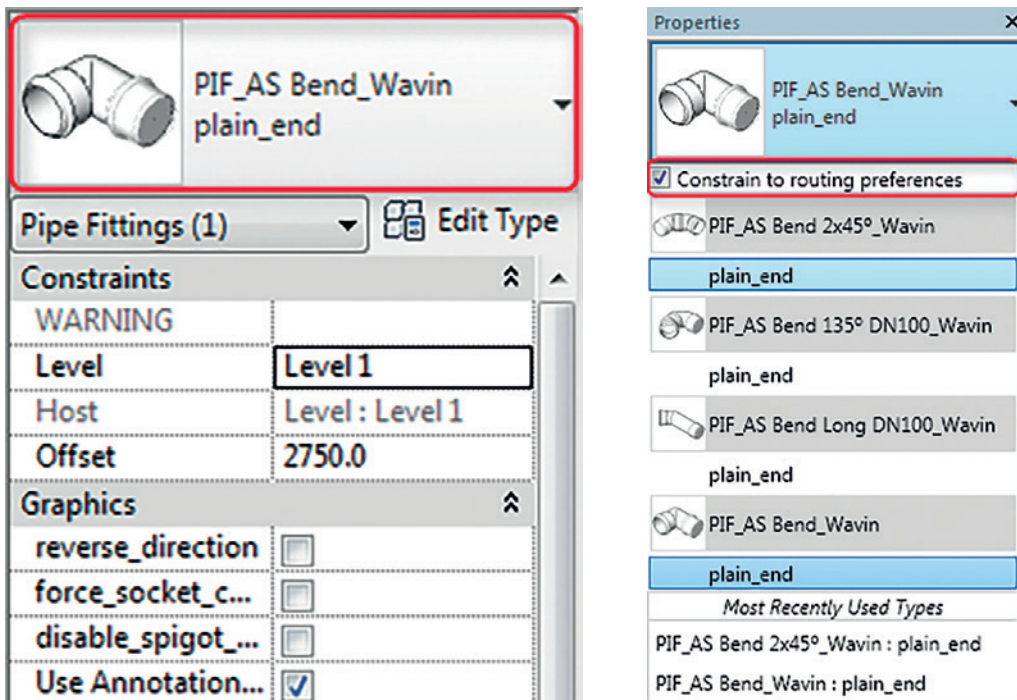 PIF_AS Bend_Wavin
plain_end
Pipe Fittings (1)
Edit Type
Constraints
WARNING
Level
Level 1
Host
Level : Level 1
Offset
2750.0
Graphics
reverse_direction
force_socket_c...
disable_spigot_...
Use Annotation...
Properties
PIF_AS Bend_Wavin
plain_end
Constrain to routing preferences
PIF_AS Bend 2x45º_Wavin
plain_end
PIF_AS Bend 135º DN100_Wavin
plain_end
PIF_AS Bend Long DN100_Wavin
plain_end
PIF_AS Bend_Wavin
plain_end
Most Recently Used Types
PIF_AS Bend 2x45º_Wavin : plain_end
PIF_AS Bend_Wavin : plain_end